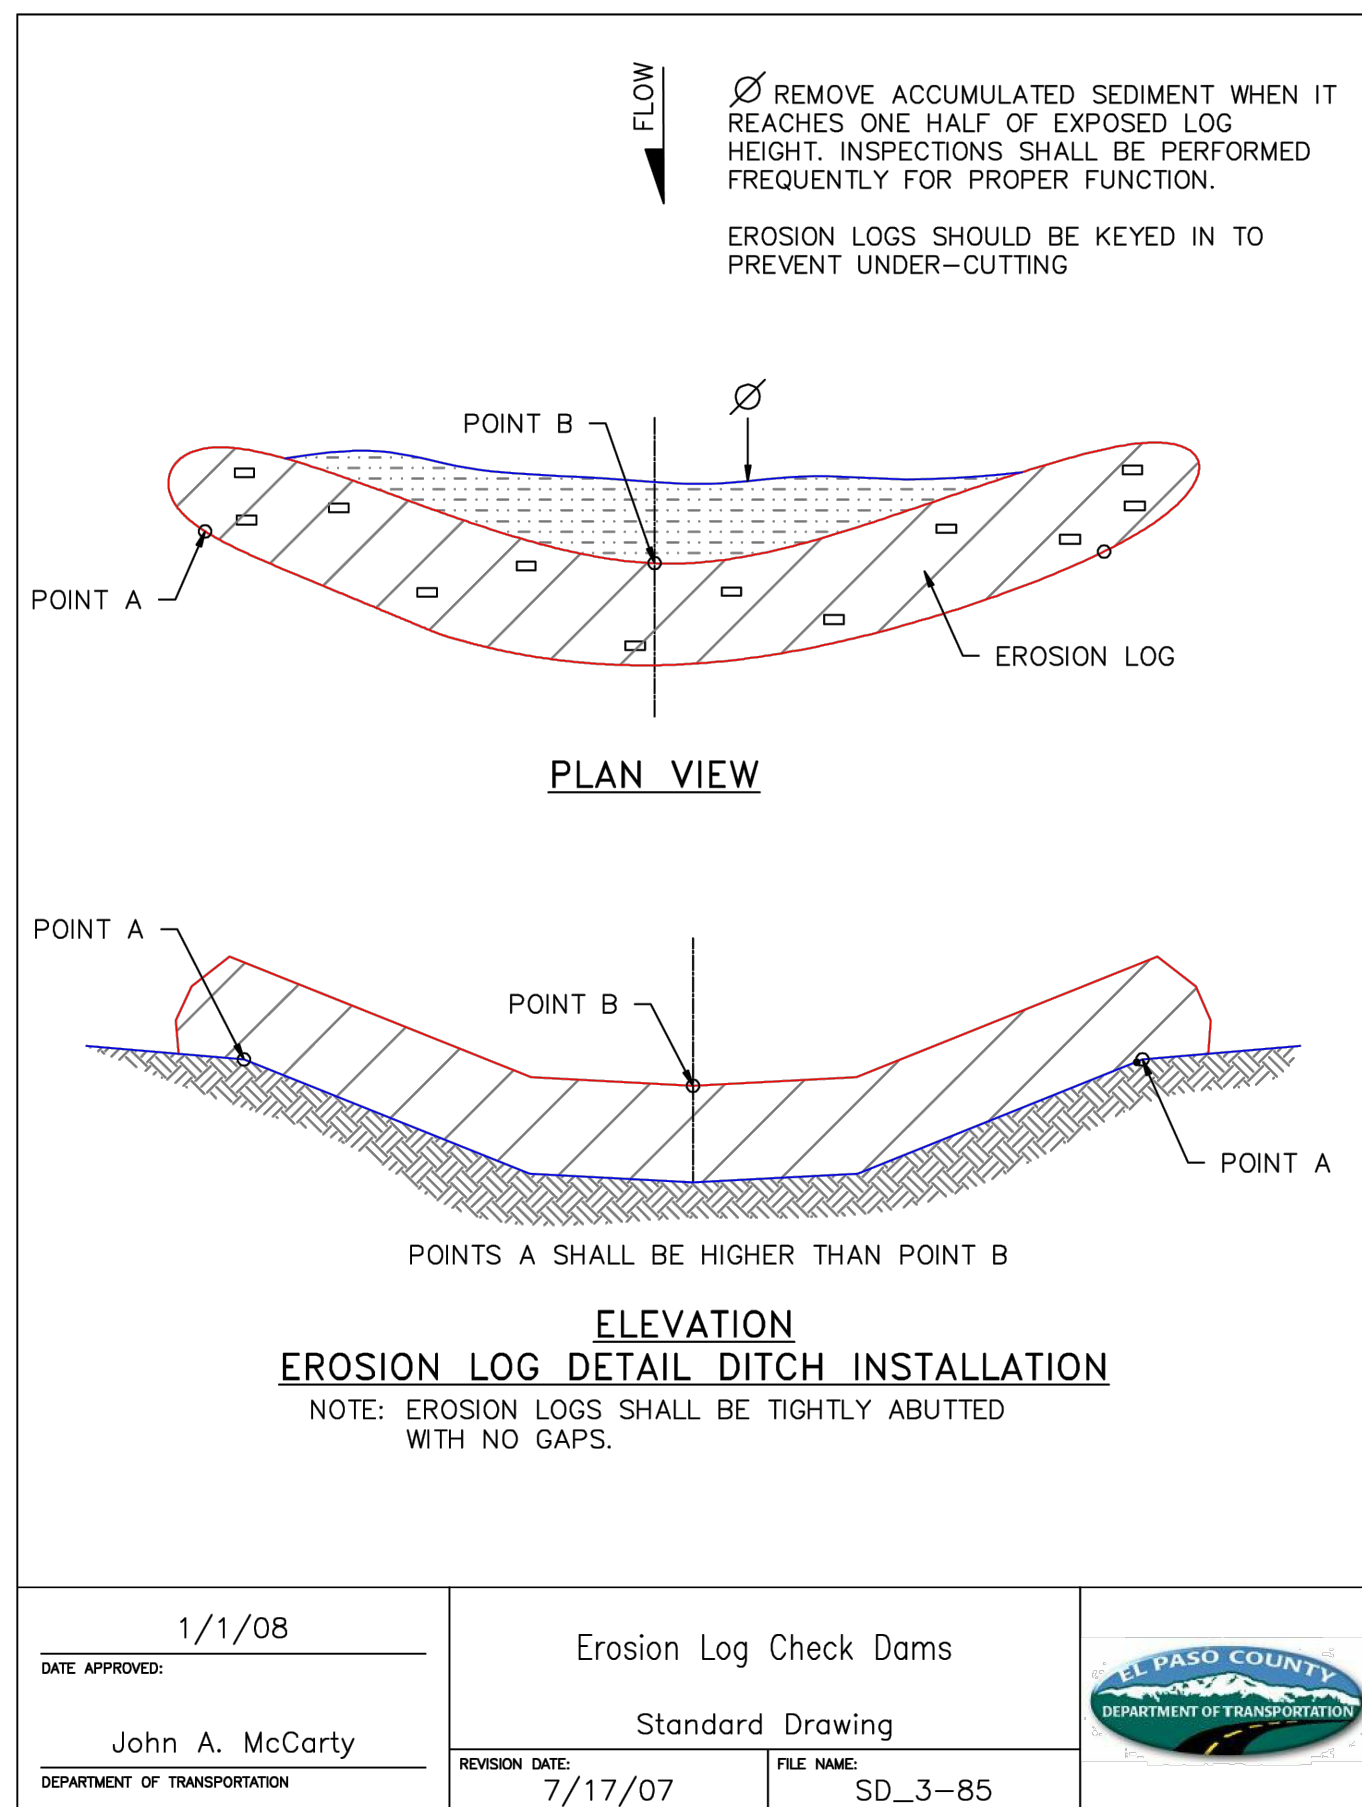 FLOW
Ø REMOVE ACCUMULATED SEDIMENT WHEN IT
REACHES ONE HALF OF EXPOSED LOG
HEIGHT. INSPECTIONS SHALL BE PERFORMED
FREQUENTLY FOR PROPER FUNCTION.
EROSION LOGS SHOULD BE KEYED IN TO
PREVENT UNDER-CUTTING
Ø
POINT B
POINT A
EROSION LOG
PLAN VIEW
POINT A
POINT B
POINT A
POINTS A SHALL BE HIGHER THAN POINT B
ELEVATION
EROSION LOG DETAIL DITCH INSTALLATION
NOTE: EROSION LOGS SHALL BE TIGHTLY ABUTTED
WITH NO GAPS.
1/1/08
DATE APPROVED:
John A. McCarty
DEPARTMENT OF TRANSPORTATION
Erosion Log Check Dams
Standard Drawing
REVISION DATE:
7/17/07
FILE NAME:
SD_3-85
EL PASO COUNTY
DEPARTMENT OF TRANSPORTATION